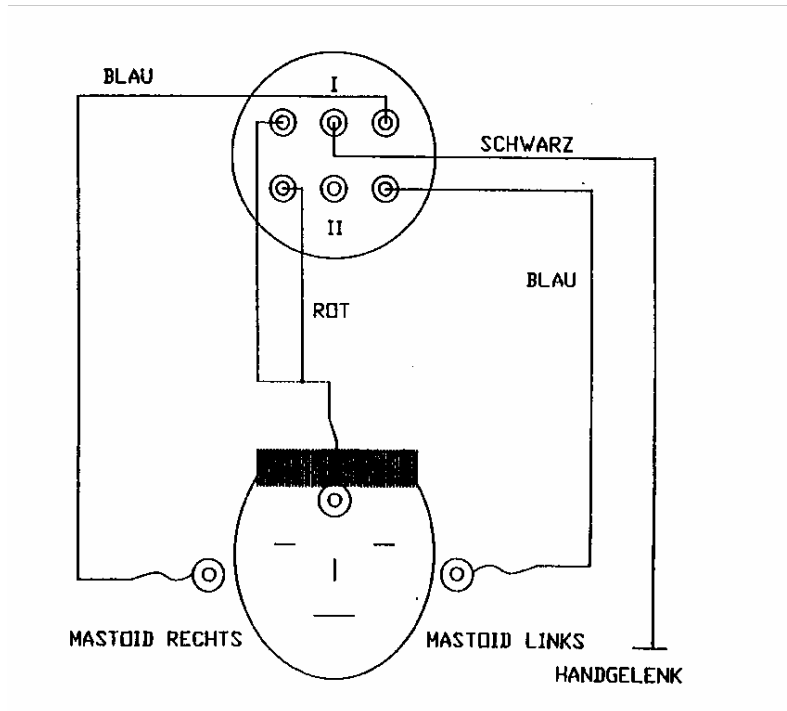 BLAU
I
SCHWARZ
II
BLAU
ROT
MASTOID RECHTS
MASTOID LINKS
HANDGELENK